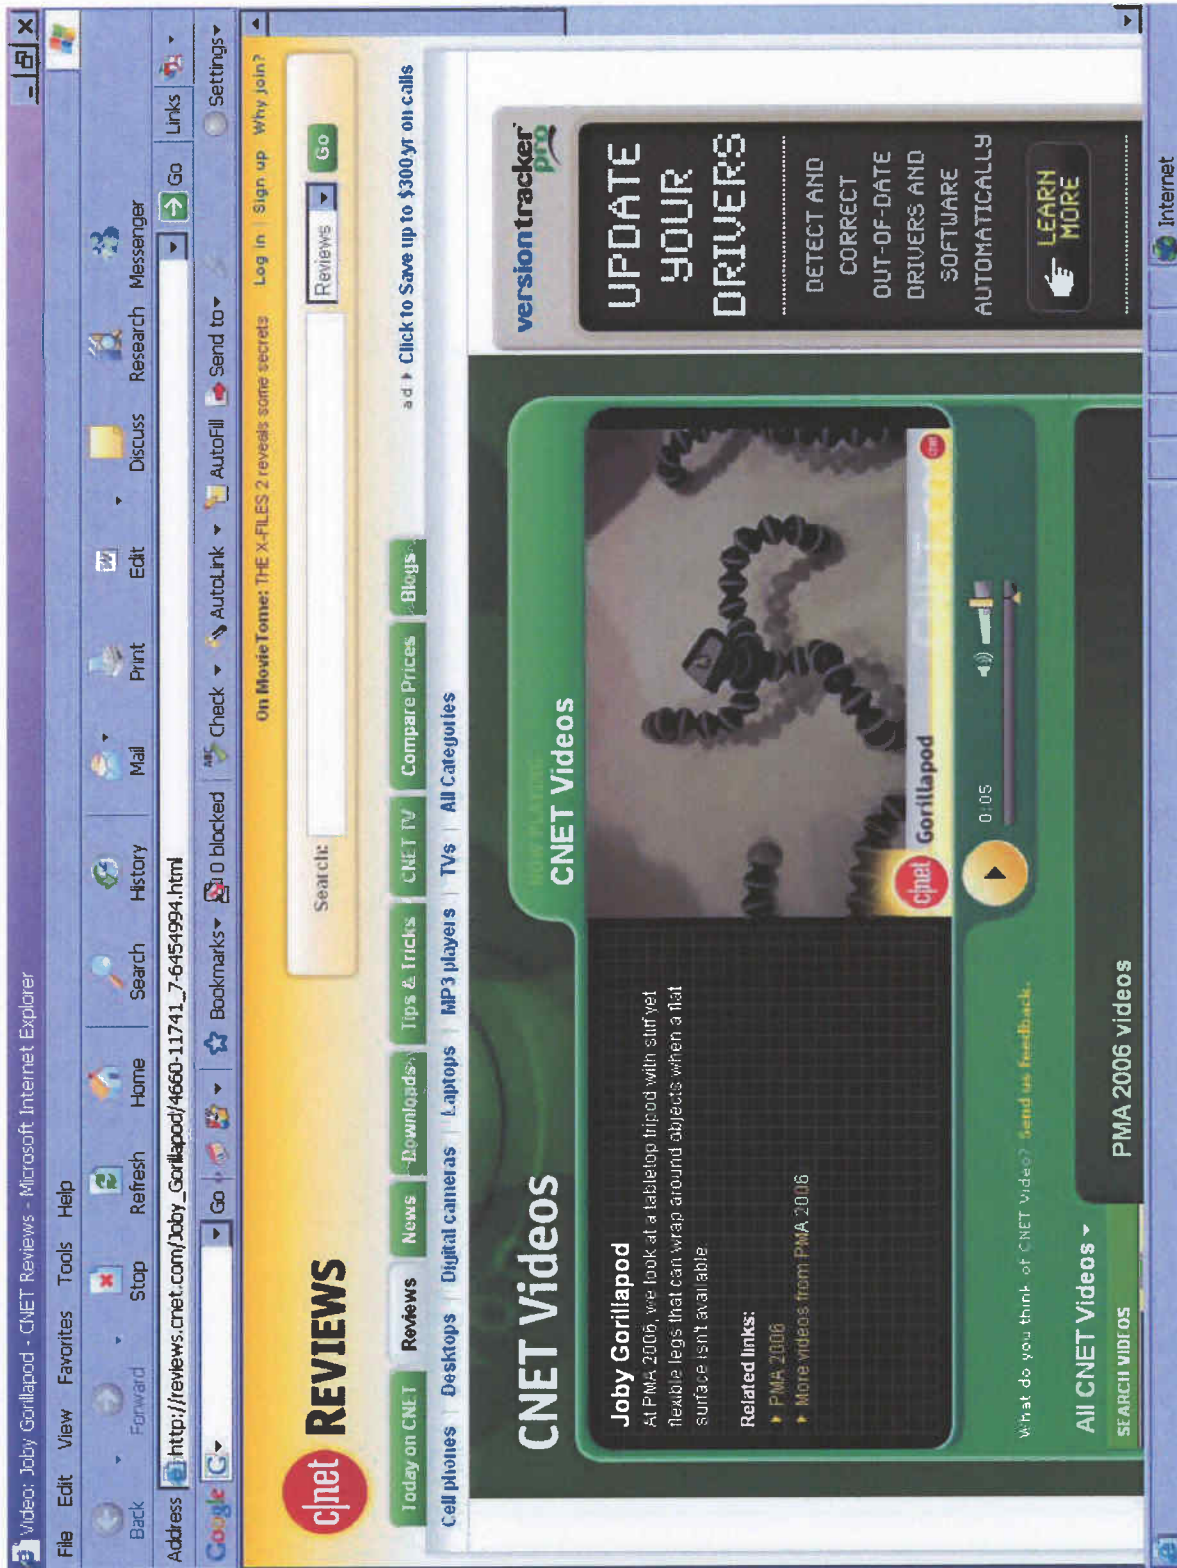 Video: Joby Gorillapod - CNET Reviews - Microsoft Internet Explorer
File Edit View Favorites Tools Help
Back Forward Stop Refresh Home Search History Mail Print Edit Discuss Research Messenger
Address http://reviews.cnet.com/Joby_Gorillapod/4660-11741_7-6454994.html Go Links
Google G Go Bookmarks 0 blocked ABC Check AutoLink AutoFill Send to Settings
On MovieTome: THE X-FILES 2 reveals some secrets Log in | Sign up Why join?
c|net REVIEWS
Search: Reviews Go
Today on CNET Reviews News Downloads Tips & Tricks CNET TV Compare Prices Blogs
ad Click to Save up to $300/yr on calls
Cell phones | Desktops | Digital cameras | Laptops | MP3 players | TVs | All Categories
CNET Videos
NOW PLAYING
CNET Videos
Joby Gorillapod
At PMA 2006, we look at a tabletop tripod with stiff yet
flexible legs that can wrap around objects when a flat
surface isn't available.
Related links:
PMA 2006
More videos from PMA 2006
c|net Gorillapod c|net
0:05
What do you think of CNET Video? Send us feedback.
All CNET Videos
SEARCH VIDEOS
PMA 2006 videos
versiontracker™
pro
UPDATE
YOUR
DRIVERS
DETECT AND
CORRECT
OUT-OF-DATE
DRIVERS AND
SOFTWARE
AUTOMATICALLY
LEARN
MORE
Internet